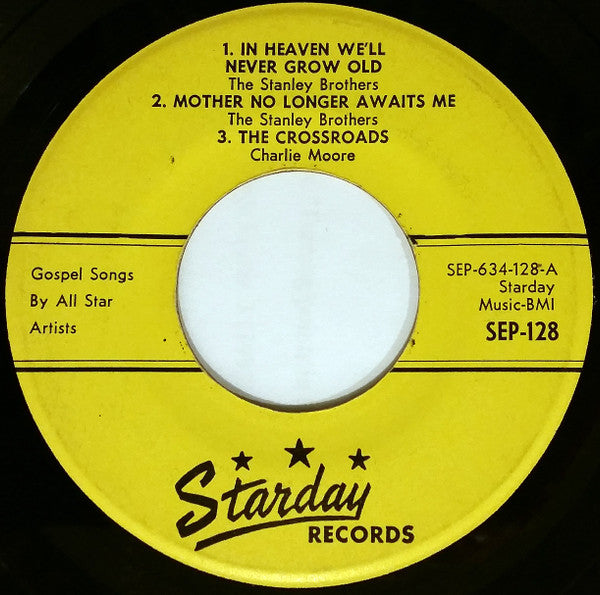 1. IN HEAVEN WE'LL
NEVER GROW OLD
The Stanley Brothers
2. MOTHER NO LONGER AWAITS ME
The Stanley Brothers
3. THE CROSSROADS
Charlie Moore
Gospel Songs
By All Star
Artists
SEP-634-128-A
Starday
Music-BMI
SEP-128
Starday
RECORDS